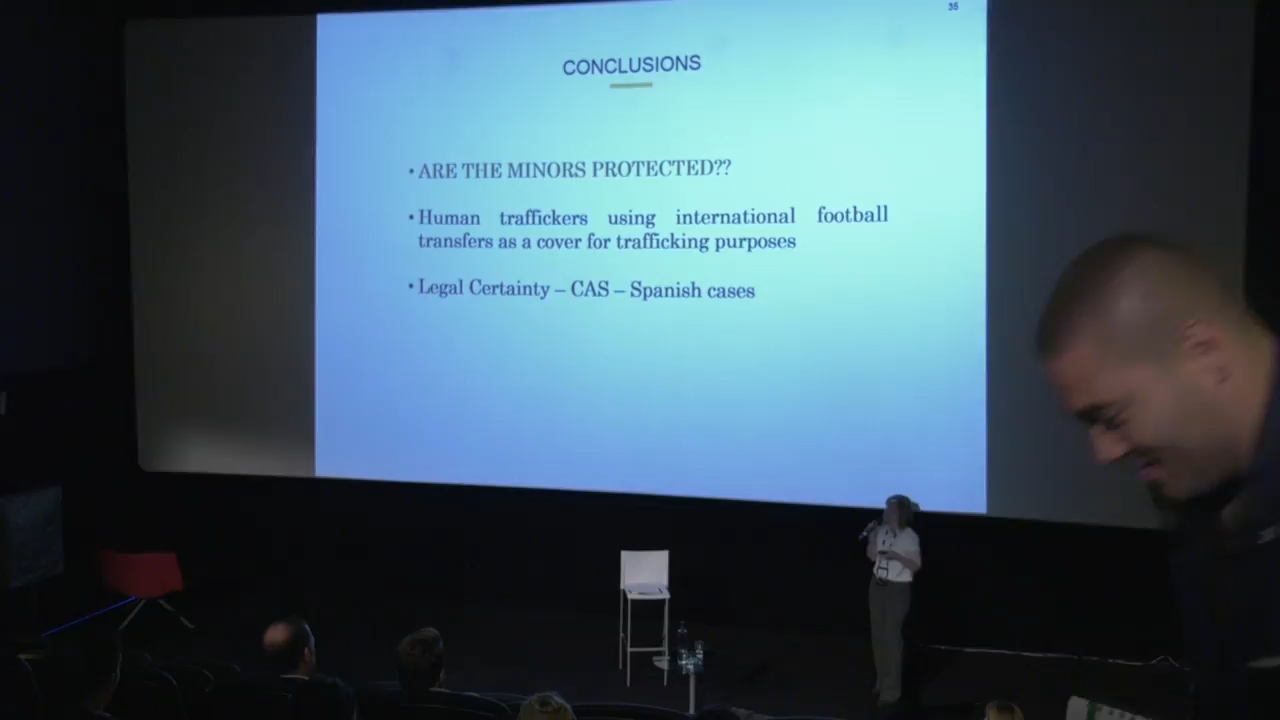 35
CONCLUSIONS
• ARE THE MINORS PROTECTED??
• Human traffickers using international football
transfers as a cover for trafficking purposes
• Legal Certainty – CAS – Spanish cases